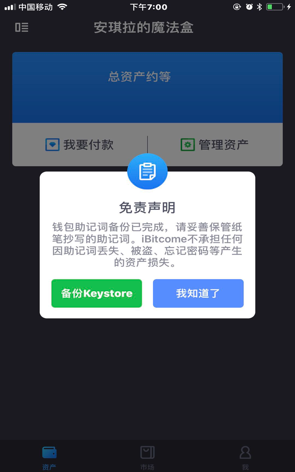 中国移动
下午7:00
安琪拉的魔法盒
总资产约等
我要付款
管理资产
免责声明
钱包助记词备份已完成，请妥善保管纸
笔抄写的助记词。iBitcome不承担任何
因助记词丢失、被盗、忘记密码等产生
的资产损失。
备份Keystore
我知道了
资产
市场
我